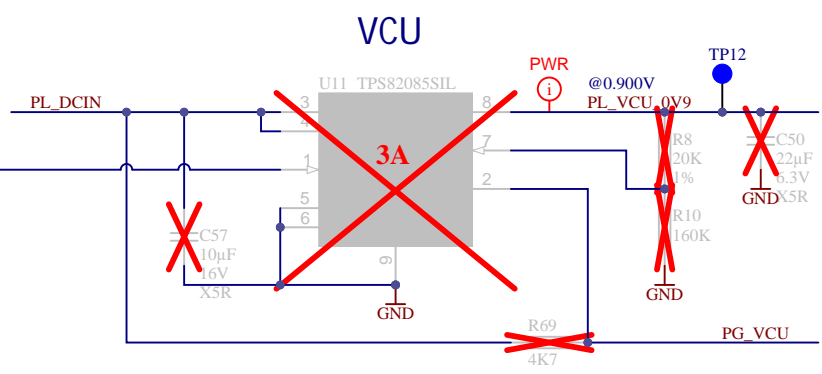 VCU
TP12
PWR
i
@0.900V
U11 TPS82085SIL
PL_DCIN
PL_VCU_0V9
3
8
4
3A
7
R8
20K
1%
C50
22µF
6.3V
X5R
1
2
GND
5
6
R10
160K
C57
10µF
16V
X5R
9
GND
GND
R69
4K7
PG_VCU